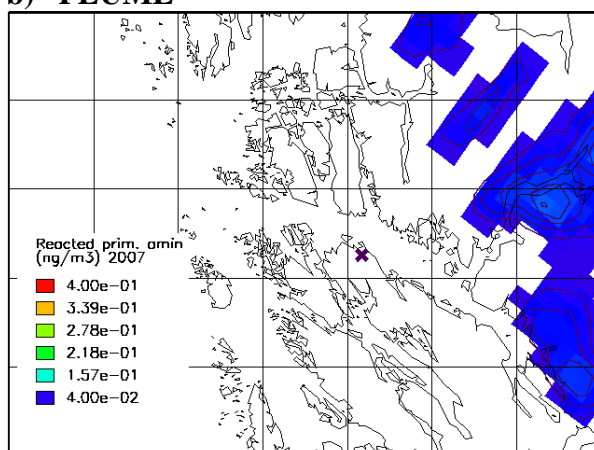 b) PLUME
Reacted prim. amin
(ng/m3) 2007
4.00e-01
3.39e-01
2.78e-01
2.18e-01
1.57e-01
4.00e-02